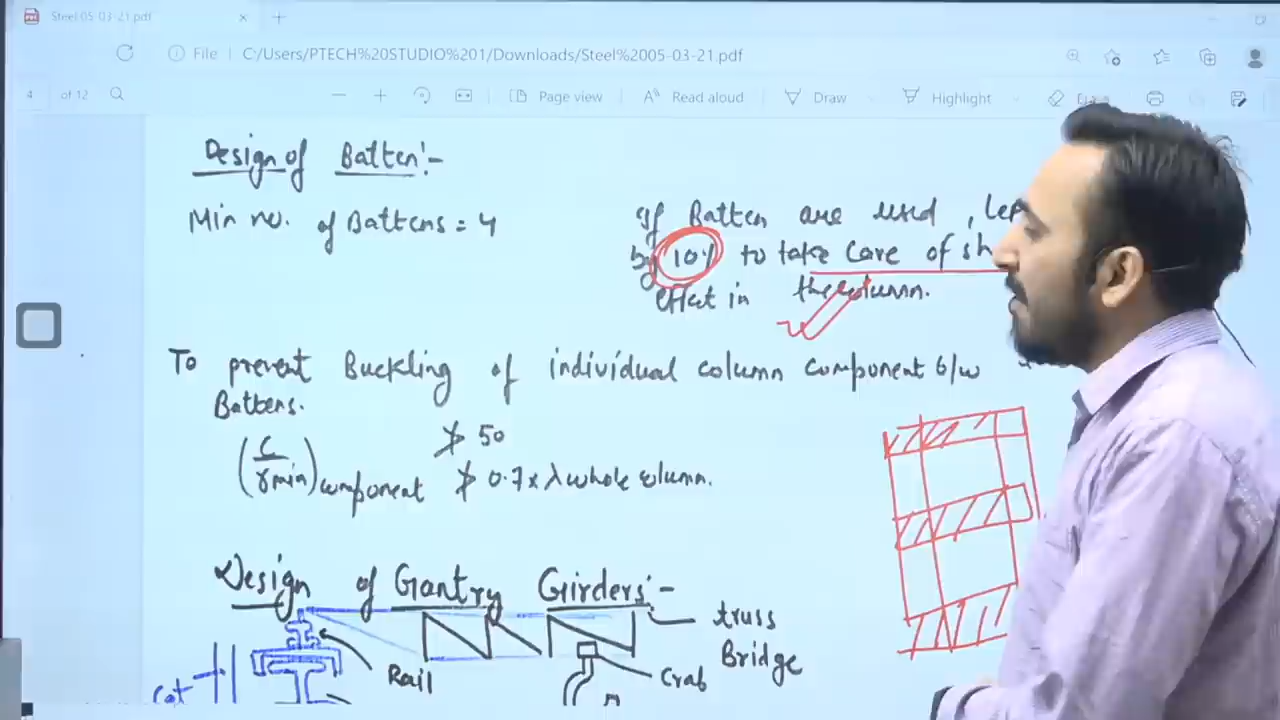 Steel 05-03-21.pdf
File C:/Users/PTECH%20STUDIO%201/Downloads/Steel%2005-03-21.pdf
4 of 12 Page view Read aloud Draw Highlight
Design of Batten:-
Min no. of Battens = 4
If Batten are used,
by 10% to take care of
effect in the column.
To prevent Buckling of individual column component b/w
Battens.
(C/rmin)component ≯ 50
≯ 0.7 x λ whole column.
Design of Gantry Girders:-
truss
Bridge
Rail
Crab